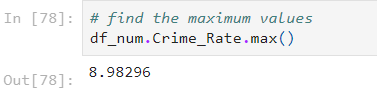 In [78]: # find the maximum values
df_num.Crime_Rate.max()
Out[78]: 8.98296